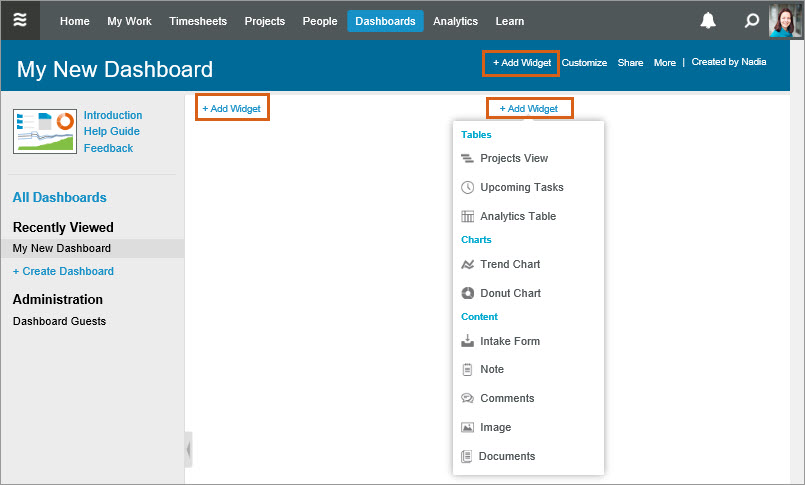 Home My Work Timesheets Projects People Dashboards Analytics Learn
My New Dashboard
+ Add Widget Customize Share More | Created by Nadia
Introduction
Help Guide
Feedback
All Dashboards
Recently Viewed
My New Dashboard
+ Create Dashboard
Administration
Dashboard Guests
+ Add Widget
+ Add Widget
Tables
Projects View
Upcoming Tasks
Analytics Table
Charts
Trend Chart
Donut Chart
Content
Intake Form
Note
Comments
Image
Documents